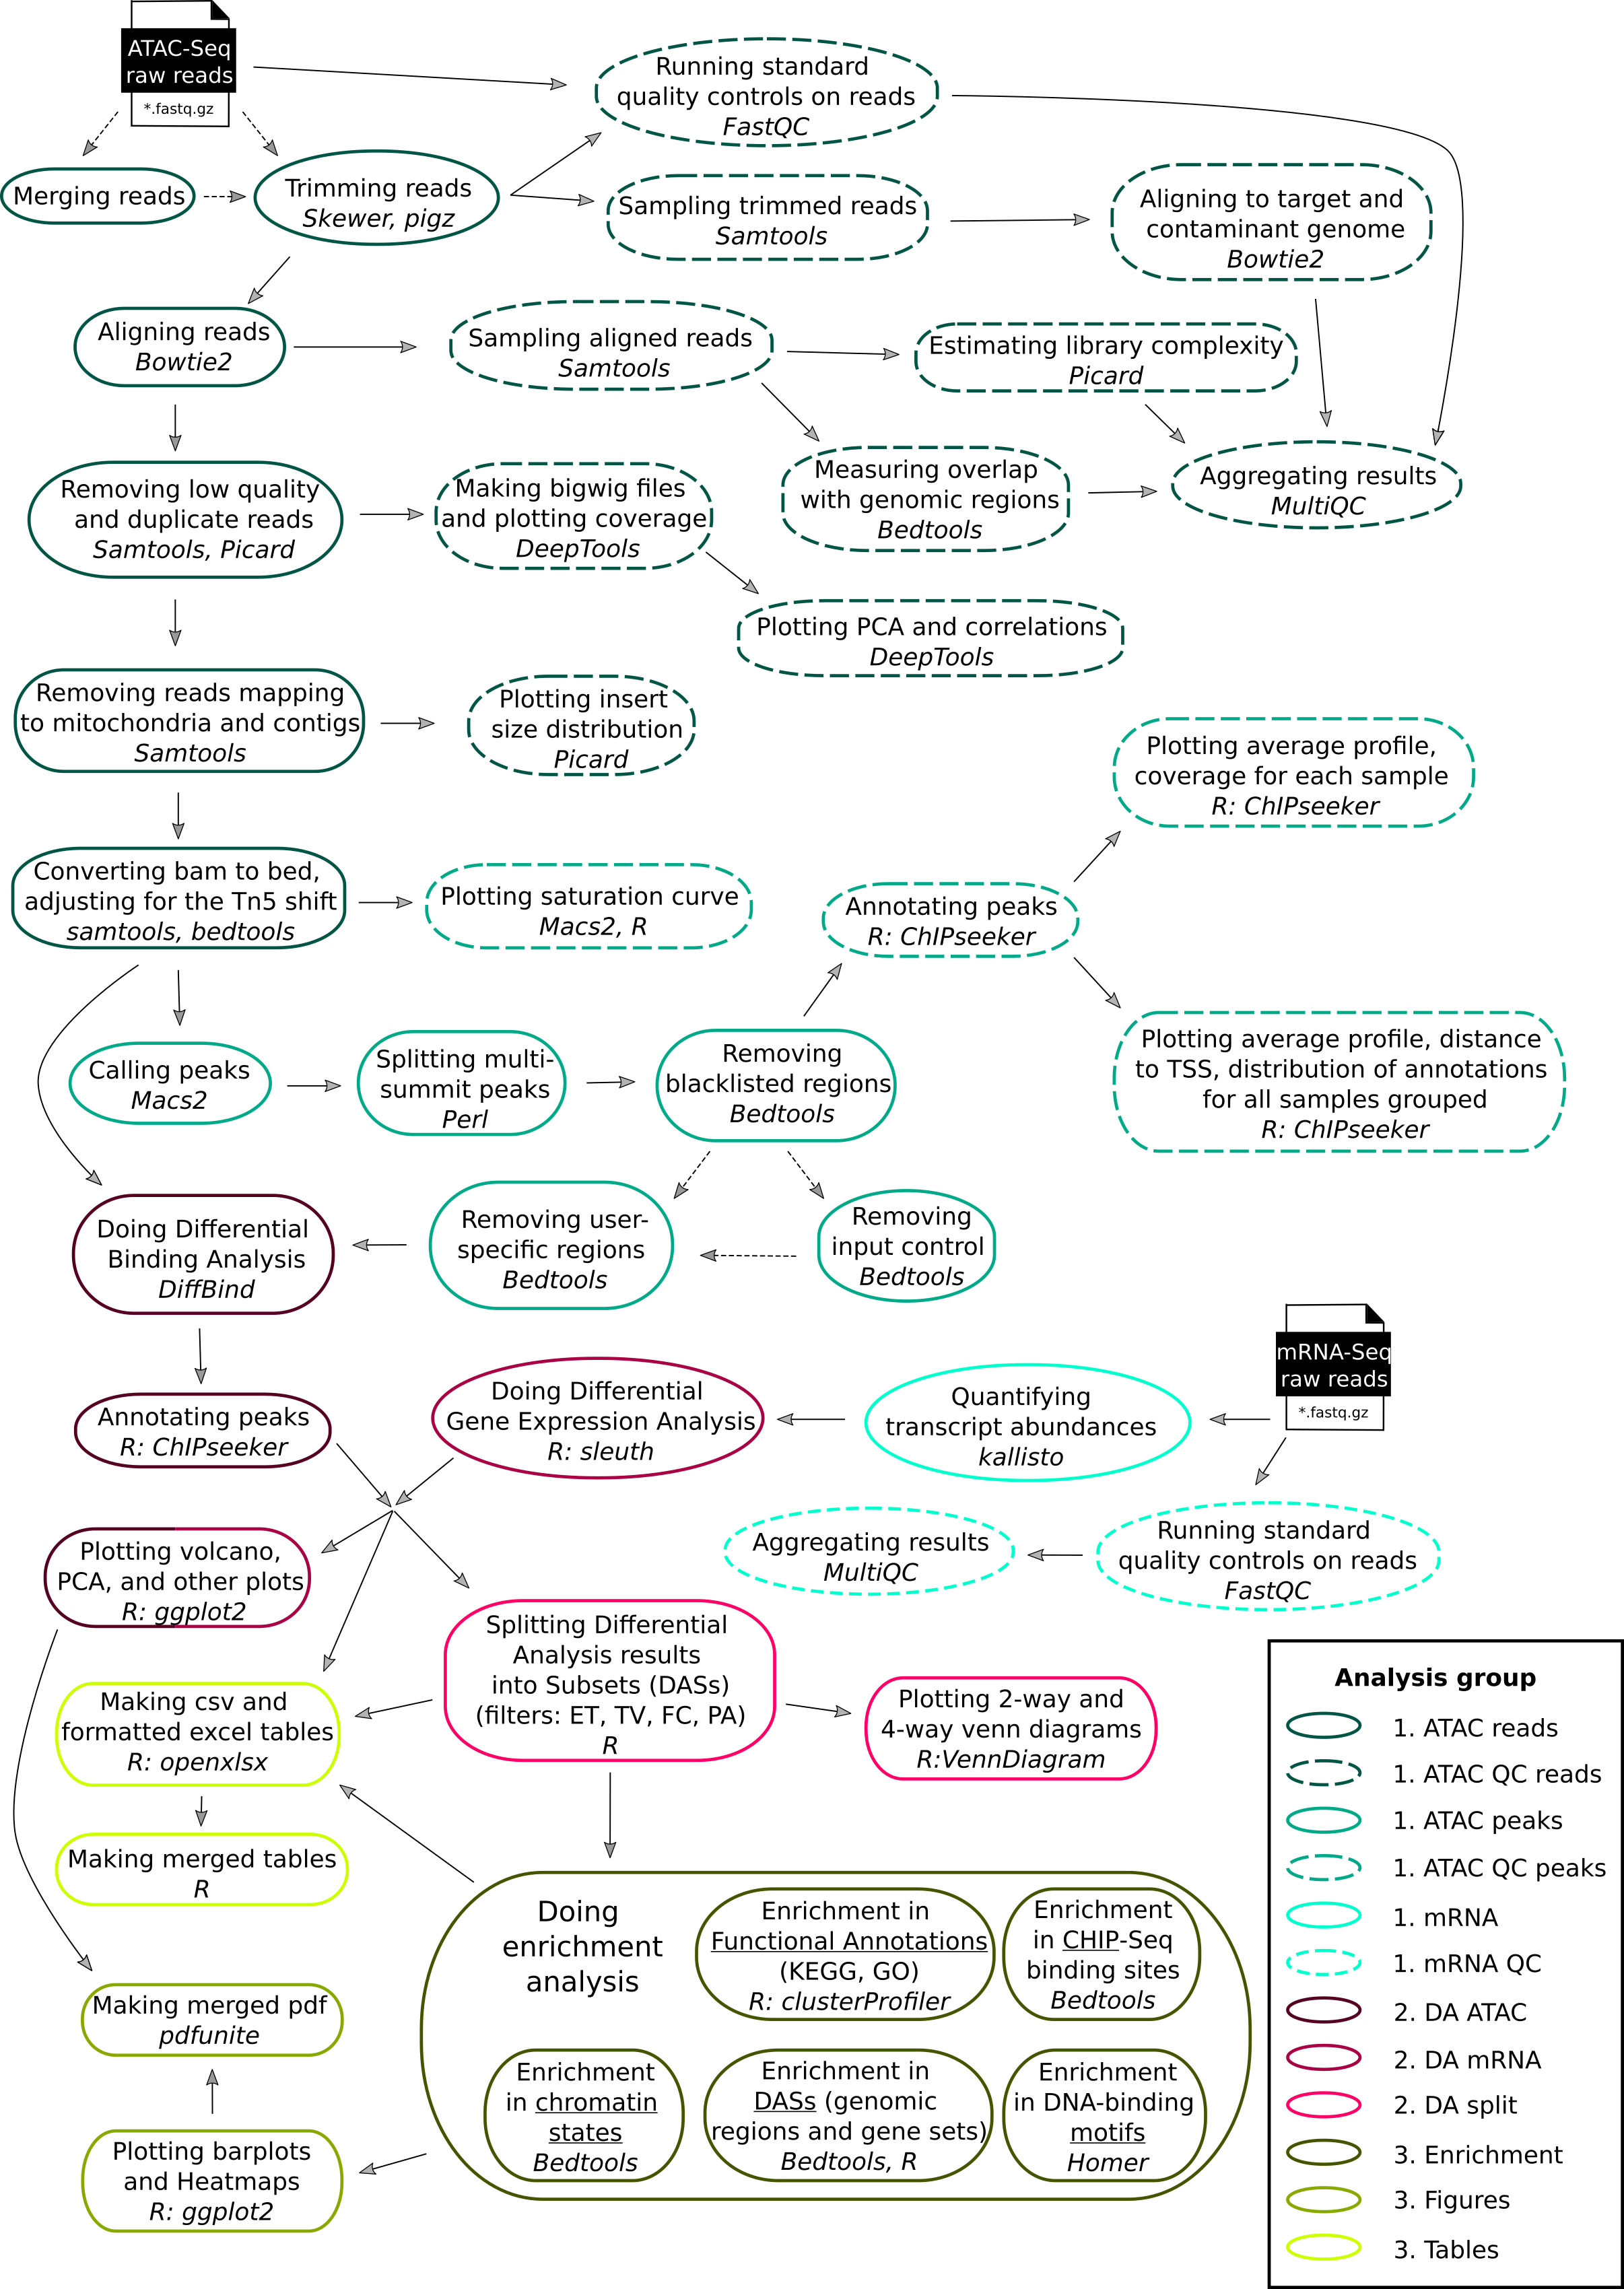 ATAC-Seq
raw reads
*.fastq.gz
Running standard
quality controls on reads
FastQC
Merging reads
Trimming reads
Skewer, pigz
Sampling trimmed reads
Samtools
Aligning to target and
contaminant genome
Bowtie2
Aligning reads
Bowtie2
Sampling aligned reads
Samtools
Estimating library complexity
Picard
Removing low quality
and duplicate reads
Samtools, Picard
Making bigwig files
and plotting coverage
DeepTools
Measuring overlap
with genomic regions
Bedtools
Aggregating results
MultiQC
Plotting PCA and correlations
DeepTools
Removing reads mapping
to mitochondria and contigs
Samtools
Plotting insert
size distribution
Picard
Plotting average profile,
coverage for each sample
R: ChIPseeker
Converting bam to bed,
adjusting for the Tn5 shift
samtools, bedtools
Plotting saturation curve
Macs2, R
Annotating peaks
R: ChIPseeker
Calling peaks
Macs2
Splitting multi-
summit peaks
Perl
Removing
blacklisted regions
Bedtools
Plotting average profile, distance
to TSS, distribution of annotations
for all samples grouped
R: ChIPseeker
Doing Differential
Binding Analysis
DiffBind
Removing user-
specific regions
Bedtools
Removing
input control
Bedtools
mRNA-Seq
raw reads
*.fastq.gz
Annotating peaks
R: ChIPseeker
Doing Differential
Gene Expression Analysis
R: sleuth
Quantifying
transcript abundances
kallisto
Plotting volcano,
PCA, and other plots
R: ggplot2
Aggregating results
MultiQC
Running standard
quality controls on reads
FastQC
Splitting Differential
Analysis results
into Subsets (DASs)
(filters: ET, TV, FC, PA)
R
Making csv and
formatted excel tables
R: openxlsx
Plotting 2-way and
4-way venn diagrams
R:VennDiagram
Making merged tables
R
Doing
enrichment
analysis
Enrichment in
Functional Annotations
(KEGG, GO)
R: clusterProfiler
Enrichment
in CHIP-Seq
binding sites
Bedtools
Making merged pdf
pdfunite
Enrichment
in chromatin
states
Bedtools
Enrichment in
DASs (genomic
regions and gene sets)
Bedtools, R
Enrichment
in DNA-binding
motifs
Homer
Plotting barplots
and Heatmaps
R: ggplot2
Analysis group
1. ATAC reads
1. ATAC QC reads
1. ATAC peaks
1. ATAC QC peaks
1. mRNA
1. mRNA QC
2. DA ATAC
2. DA mRNA
2. DA split
3. Enrichment
3. Figures
3. Tables